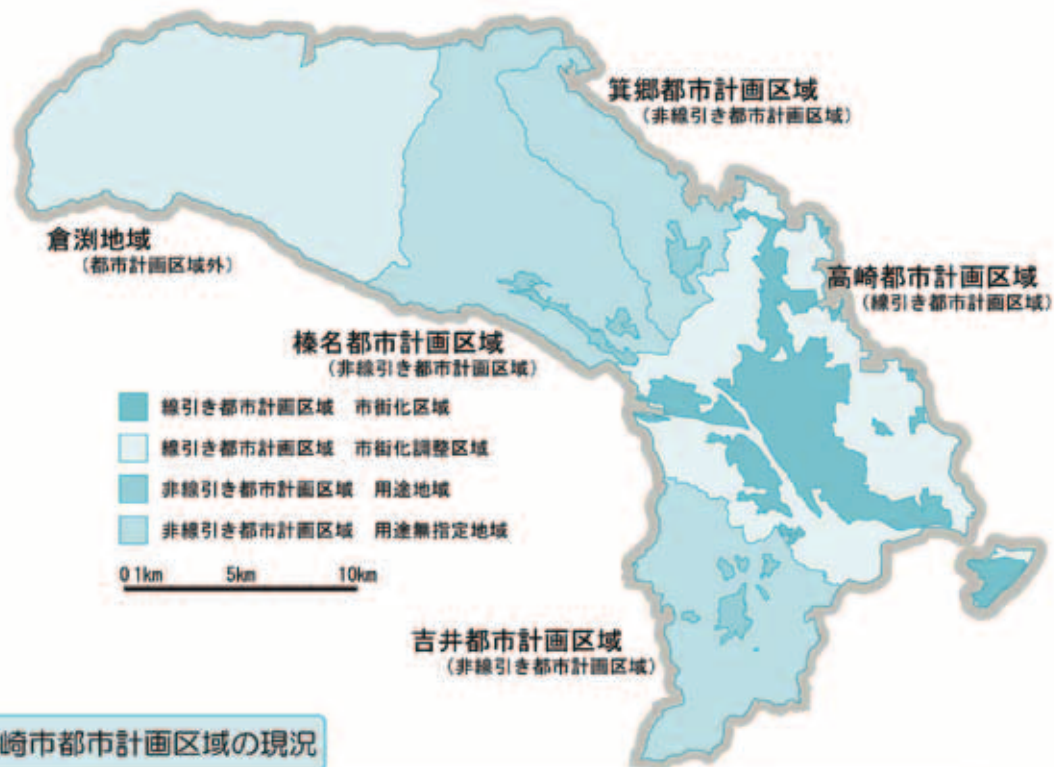 箕郷都市計画区域
(非線引き都市計画区域)
倉渕地域
(都市計画区域外)
高崎都市計画区域
(線引き都市計画区域)
榛名都市計画区域
(非線引き都市計画区域)
線引き都市計画区域 市街化区域
線引き都市計画区域 市街化調整区域
非線引き都市計画区域 用途地域
非線引き都市計画区域 用途無指定地域
0 1km 5km 10km
吉井都市計画区域
(非線引き都市計画区域)
崎市都市計画区域の現況